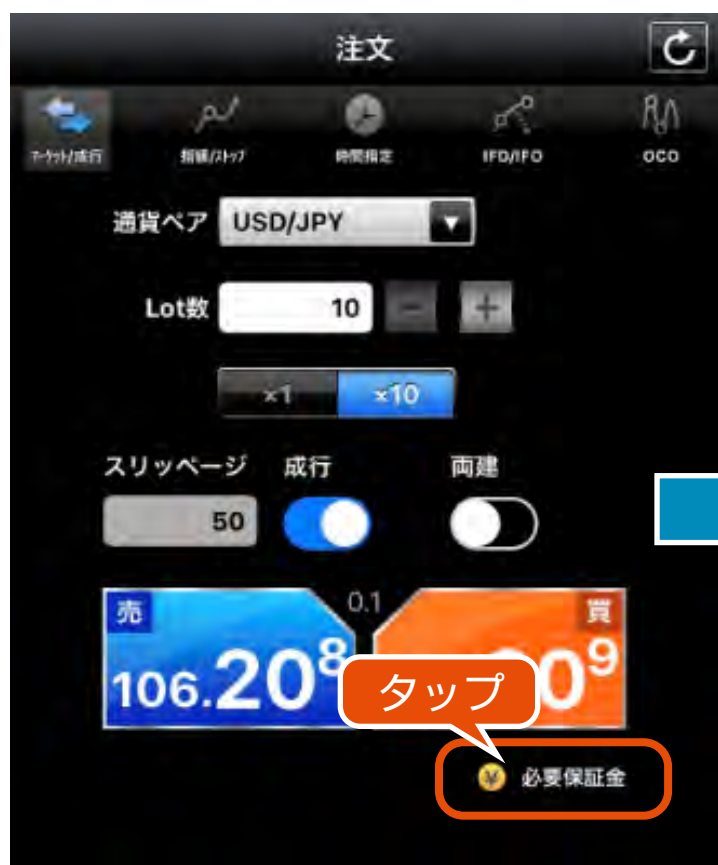 注文
マーケット/成行
指値/ストップ
時間指定
IFD/IFO
OCO
通貨ペア USD/JPY
Lot数 10 - +
×1 ×10
スリッページ 成行 両建
50
売 0.1 買
106.208 09
タップ
¥ 必要保証金